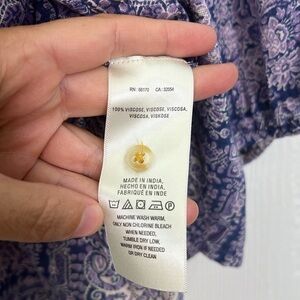 RN: 66170 CA: 32054
100% VISCOSE, VISCOSE, VISCOSA,
VISCOSA, VISKOSE
MADE IN INDIA,
HECHO EN INDIA,
FABRIQUÉ EN INDE
MACHINE WASH WARM,
ONLY NON CHLORINE BLEACH
WHEN NEEDED,
TUMBLE DRY LOW,
WARM IRON IF NEEDED
OR DRY CLEAN